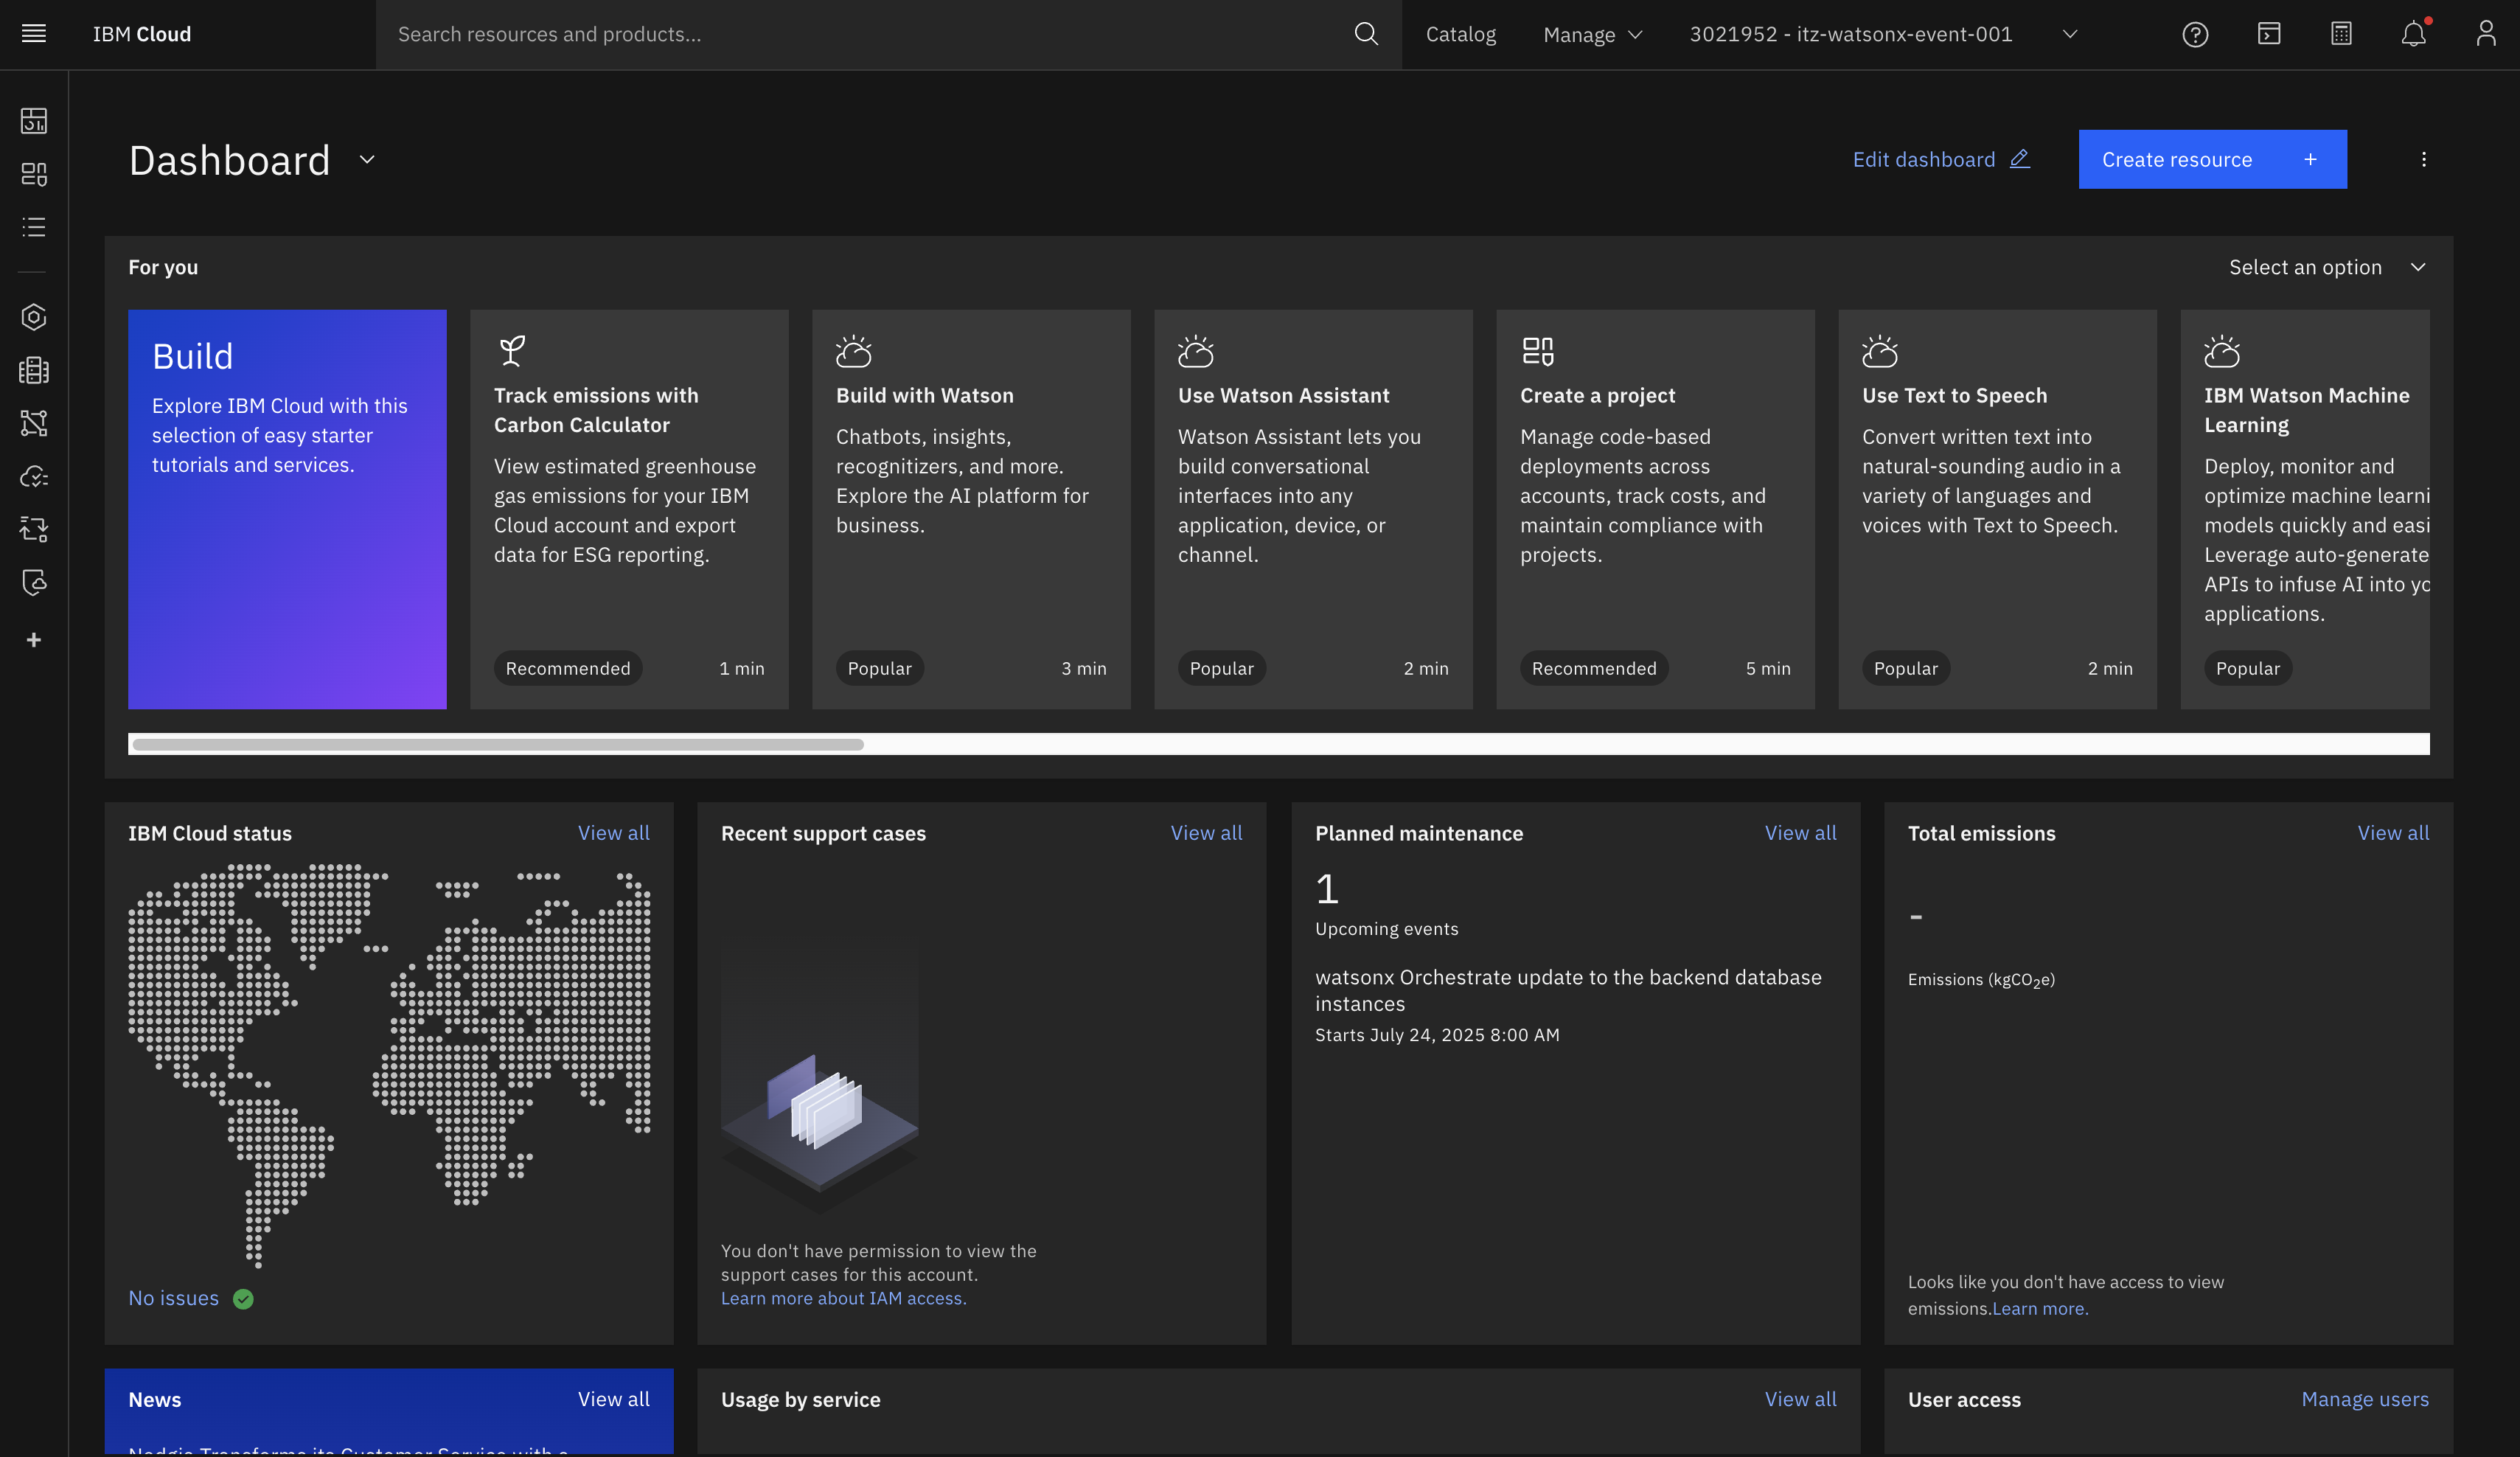 IBM Cloud
Search resources and products...
Catalog
Manage
3021952 - itz-watsonx-event-001
Dashboard
Edit dashboard
Create resource
For you
Select an option
Build
Explore IBM Cloud with this
selection of easy starter
tutorials and services.
Track emissions with
Carbon Calculator
View estimated greenhouse
gas emissions for your IBM
Cloud account and export
data for ESG reporting.
Recommended
1 min
Build with Watson
Chatbots, insights,
recognitizers, and more.
Explore the AI platform for
business.
Popular
3 min
Use Watson Assistant
Watson Assistant lets you
build conversational
interfaces into any
application, device, or
channel.
Popular
2 min
Create a project
Manage code-based
deployments across
accounts, track costs, and
maintain compliance with
projects.
Recommended
5 min
Use Text to Speech
Convert written text into
natural-sounding audio in a
variety of languages and
voices with Text to Speech.
Popular
2 min
IBM Watson Machine
Learning
Deploy, monitor and
optimize machine learni
models quickly and easi
Leverage auto-generate
APIs to infuse AI into yo
applications.
Popular
IBM Cloud status
View all
No issues
Recent support cases
View all
You don't have permission to view the
support cases for this account.
Learn more about IAM access.
Planned maintenance
View all
1
Upcoming events
watsonx Orchestrate update to the backend database
instances
Starts July 24, 2025 8:00 AM
Total emissions
View all
-
Emissions (kgCO₂e)
Looks like you don't have access to view
emissions.Learn more.
News
View all
Transforms its Customer Service with a
Usage by service
View all
User access
Manage users